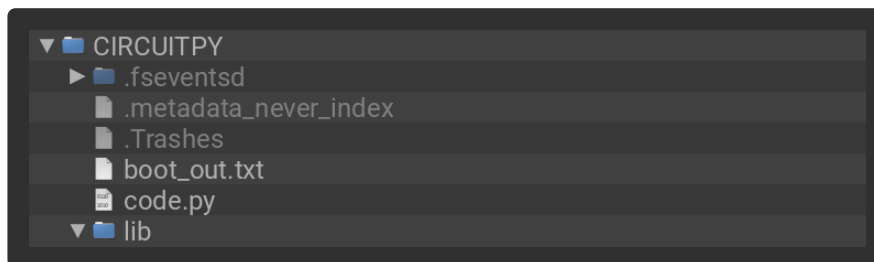 CIRCUITPY
.fseventsd
.metadata_never_index
.Trashes
boot_out.txt
code.py
lib